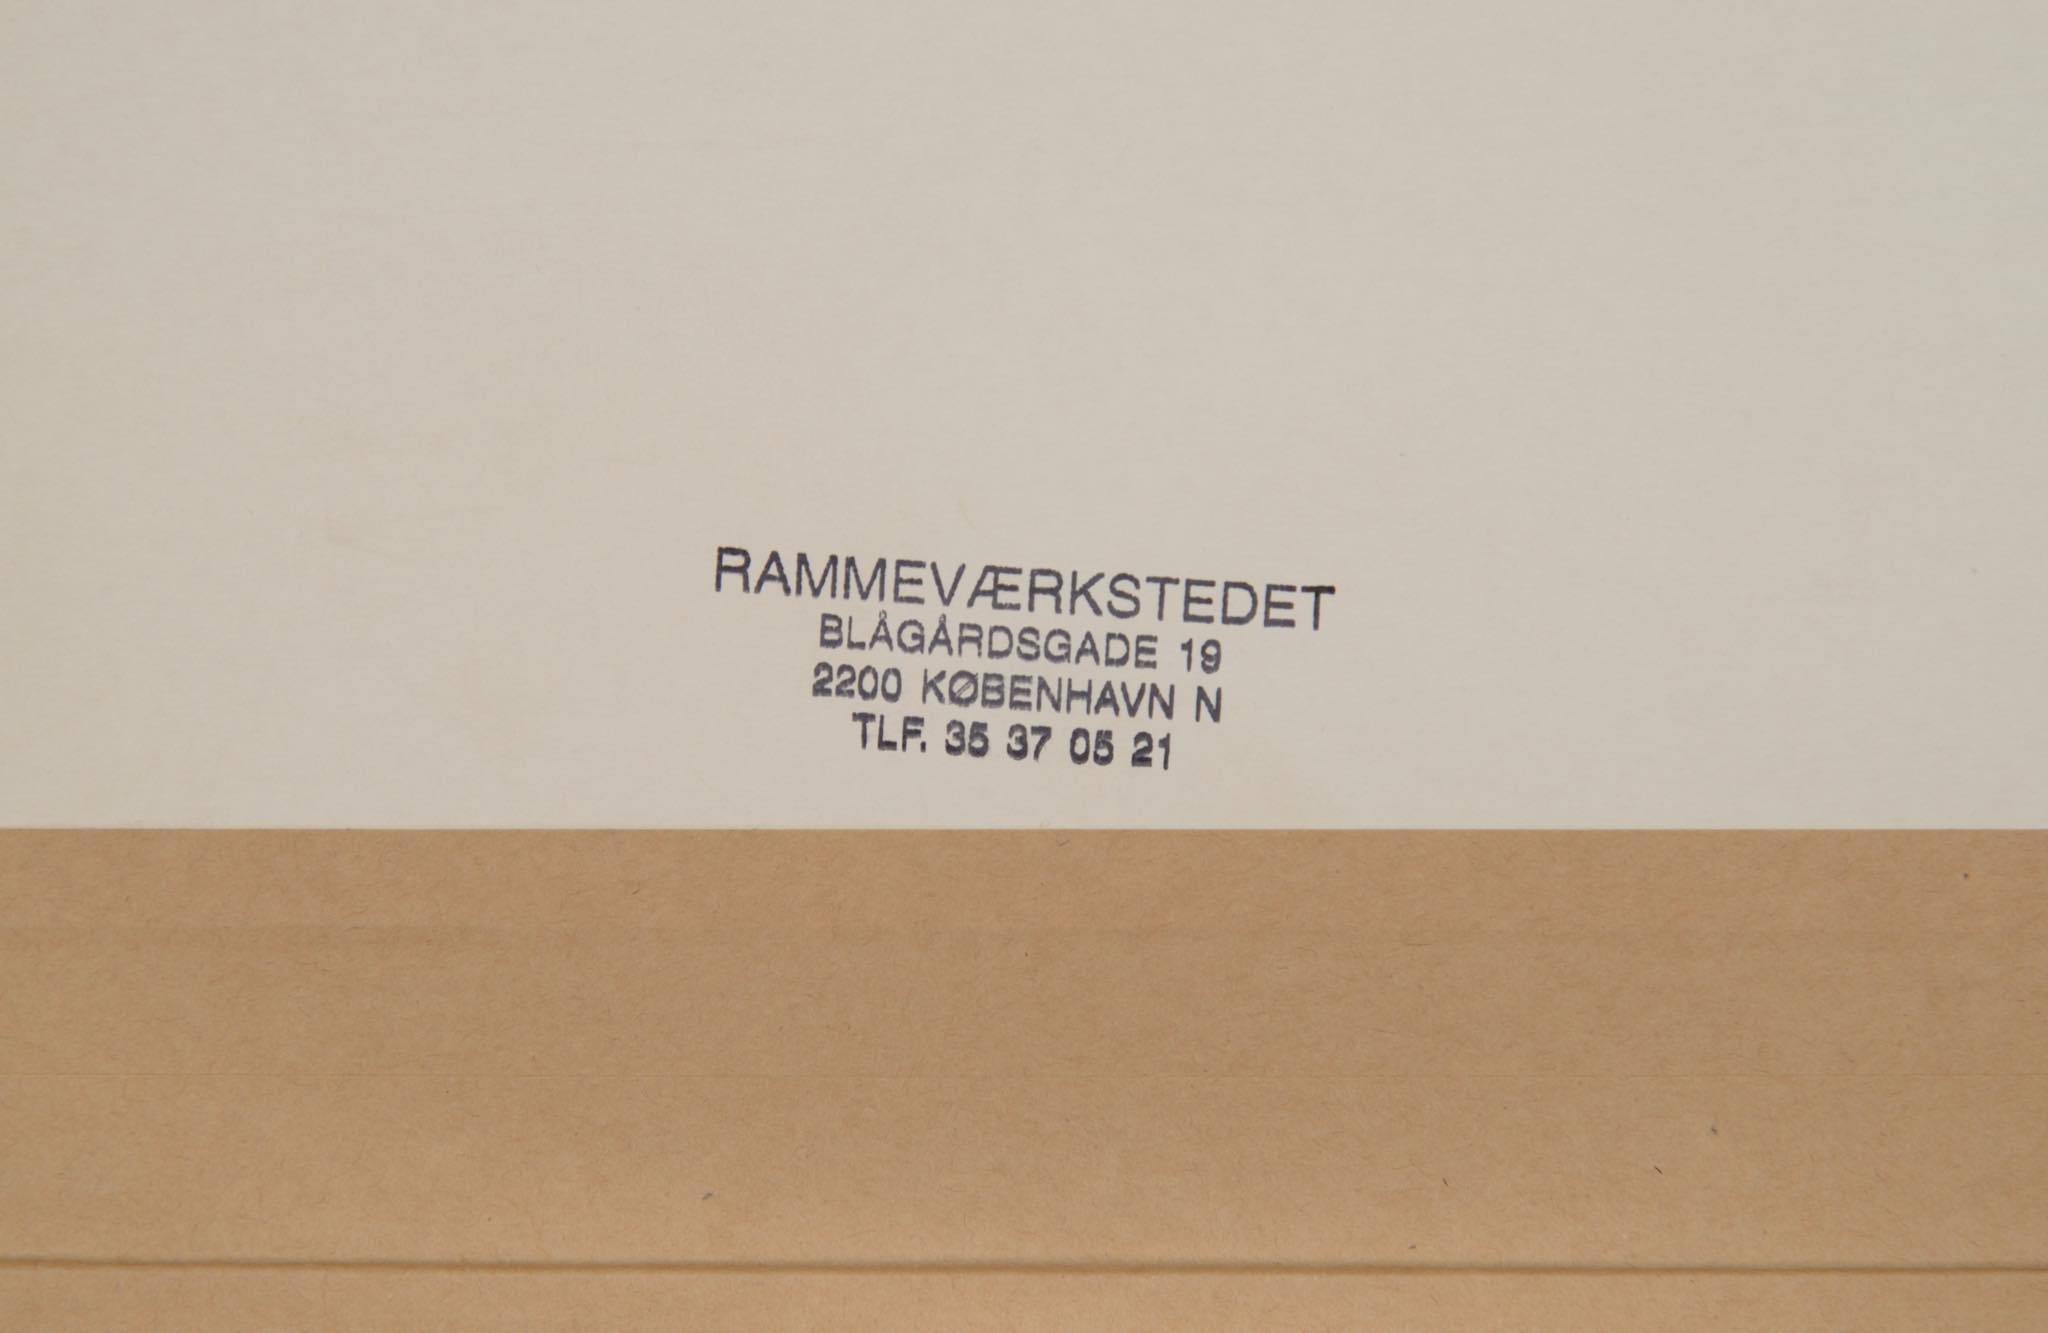 RAMMEVÆRKSTEDET
BLÅGÅRDSGADE 19
2200 KØBENHAVN N
TLF. 35 37 05 21